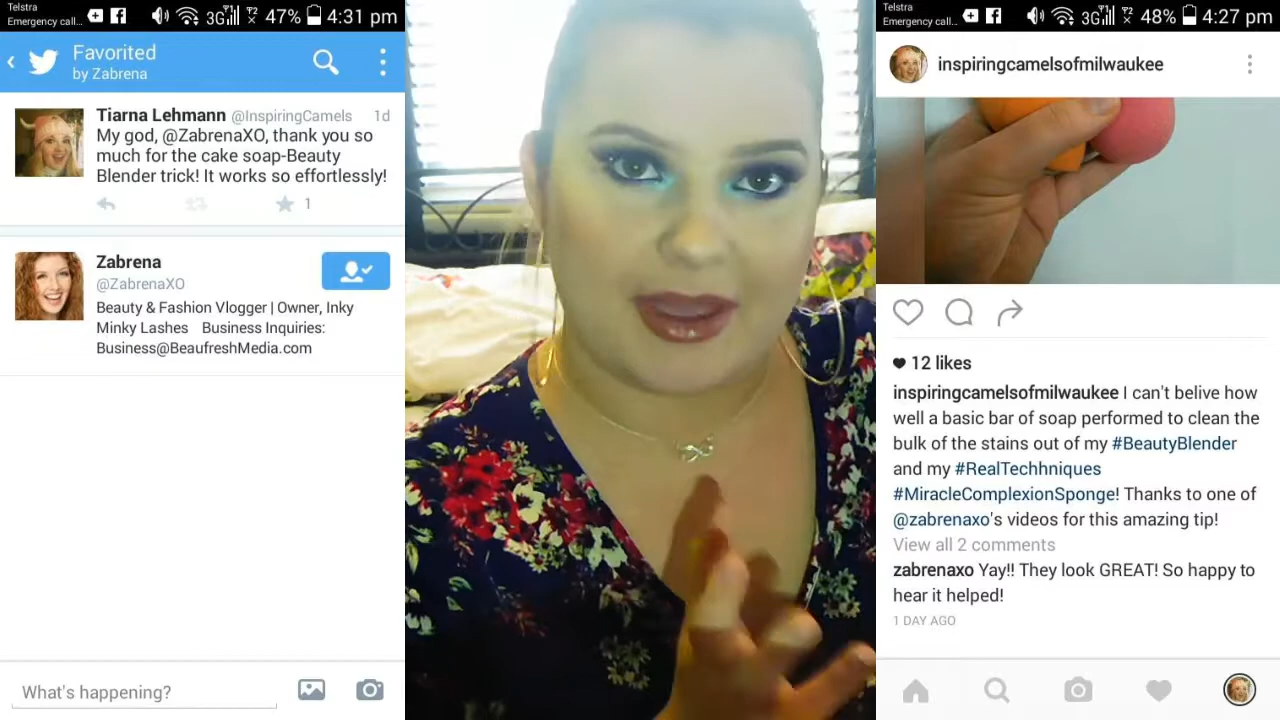 Telstra
Emergency call..
3G
47%
4:31 pm
Favorited
by Zabrena
Tiarna Lehmann @InspiringCamels 1d
My god, @ZabrenaXO, thank you so
much for the cake soap-Beauty
Blender trick! It works so effortlessly!
1
Zabrena
@ZabrenaXO
Beauty & Fashion Vlogger | Owner, Inky
Minky Lashes Business Inquiries:
Business@BeaufreshMedia.com
What's happening?
Telstra
Emergency call..
3G
48%
4:27 pm
inspiringcamelsofmilwaukee
12 likes
inspiringcamelsofmilwaukee I can't belive how
well a basic bar of soap performed to clean the
bulk of the stains out of my #BeautyBlender
and my #RealTechhniques
#MiracleComplexionSponge! Thanks to one of
@zabrenaxo's videos for this amazing tip!
View all 2 comments
zabrenaxo Yay!! They look GREAT! So happy to
hear it helped!
1 DAY AGO